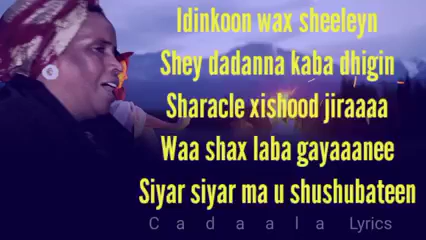 Idinkoon wax sheeleyn
Shey dadanna kaba dhigin
Sharacle xishood jiraaaa
Waa shax laba gayaaanee
Siyar siyar ma u shushubateen
Cadaala Lyrics